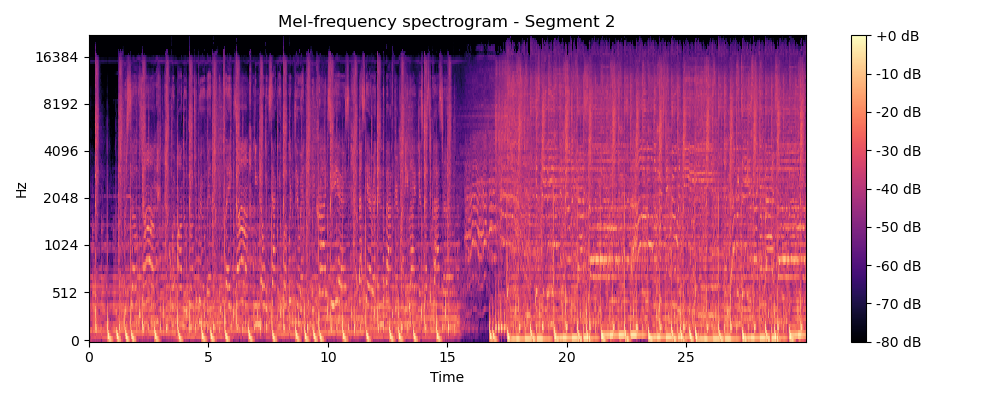 Mel-frequency spectrogram - Segment 2
Hz
16384
8192
4096
2048
1024
512
0
0 5 10 15 20 25
Time
+0 dB
-10 dB
-20 dB
-30 dB
-40 dB
-50 dB
-60 dB
-70 dB
-80 dB